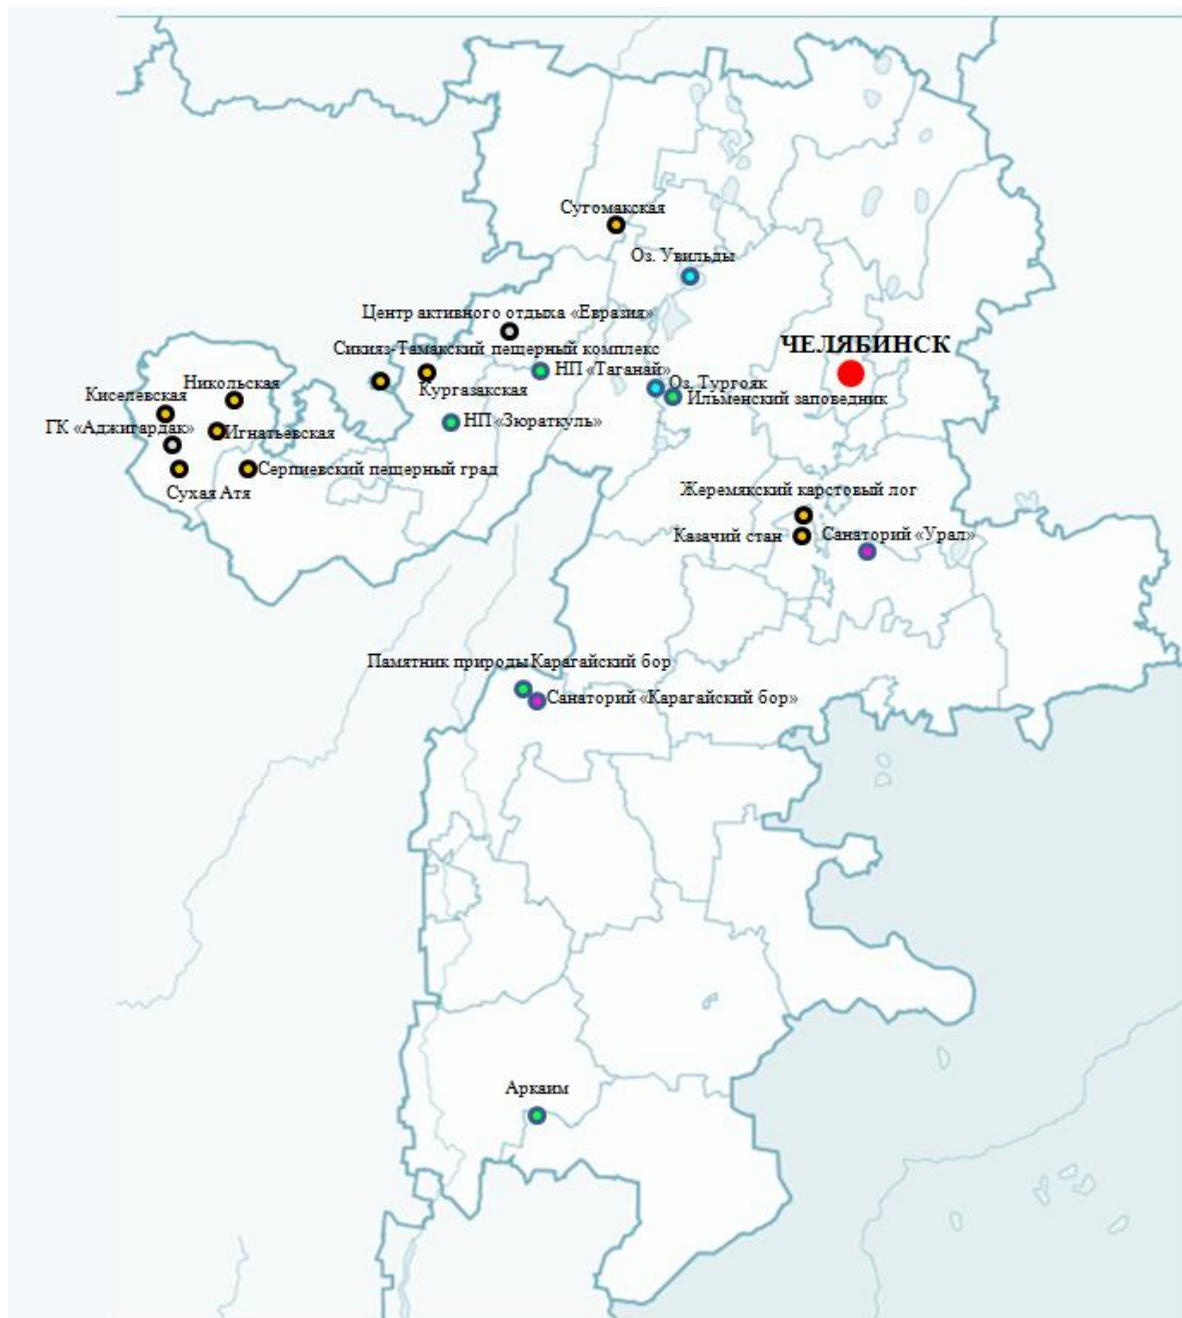 Сугомакская
Оз. Увильды
Центр активного отдыха «Евразия»
ЧЕЛЯБИНСК
Сикияз-Тамакский пещерный комплекс
НП «Таганай»
Оз. Тургояк
Никольская
Кургазакская
Киселевская
Ильменский заповедник
НП «Зюраткуль»
ГК «Аджигардак»
Игнатьевская
Серпиевский пещерный град
Сухая Атя
Жеремякский карстовый лог
Казачий стан
Санаторий «Урал»
Памятник природы Карагайский бор
Санаторий «Карагайский бор»
Аркаим